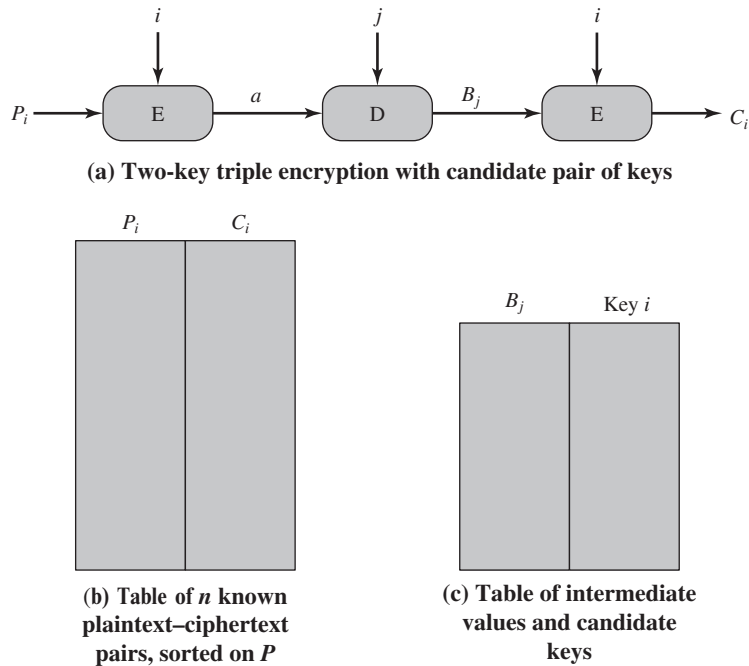 i j i
P_i E a D B_j E C_i
(a) Two-key triple encryption with candidate pair of keys
P_i C_i
(b) Table of n known
plaintext–ciphertext
pairs, sorted on P
B_j Key i
(c) Table of intermediate
values and candidate
keys